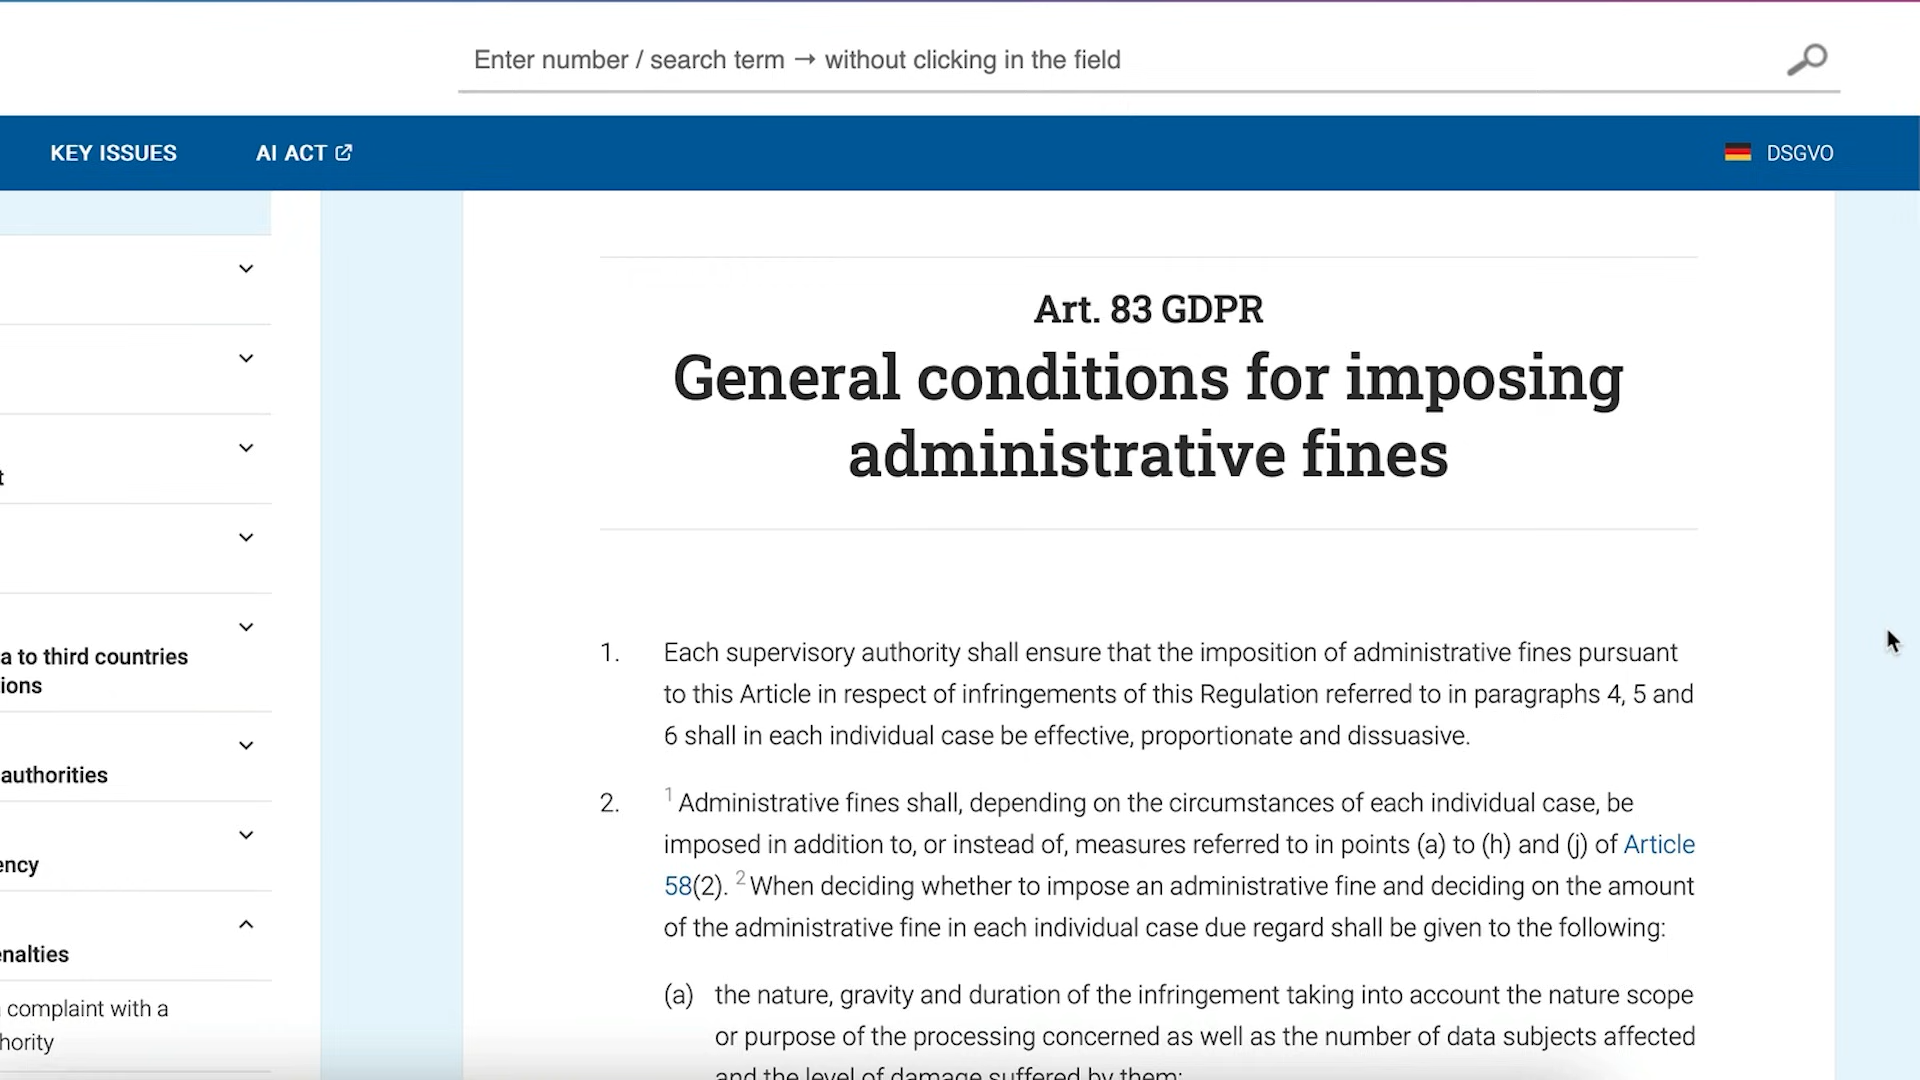 Enter number / search term → without clicking in the field
KEY ISSUES
AI ACT
DSGVO
t
a to third countries
ions
authorities
ency
enalties
complaint with a
hority
Art. 83 GDPR
General conditions for imposing
administrative fines
1. Each supervisory authority shall ensure that the imposition of administrative fines pursuant
to this Article in respect of infringements of this Regulation referred to in paragraphs 4, 5 and
6 shall in each individual case be effective, proportionate and dissuasive.
2. 1 Administrative fines shall, depending on the circumstances of each individual case, be
imposed in addition to, or instead of, measures referred to in points (a) to (h) and (j) of Article
58(2). 2 When deciding whether to impose an administrative fine and deciding on the amount
of the administrative fine in each individual case due regard shall be given to the following:
(a) the nature, gravity and duration of the infringement taking into account the nature scope
or purpose of the processing concerned as well as the number of data subjects affected
and the level of damage suffered by them;